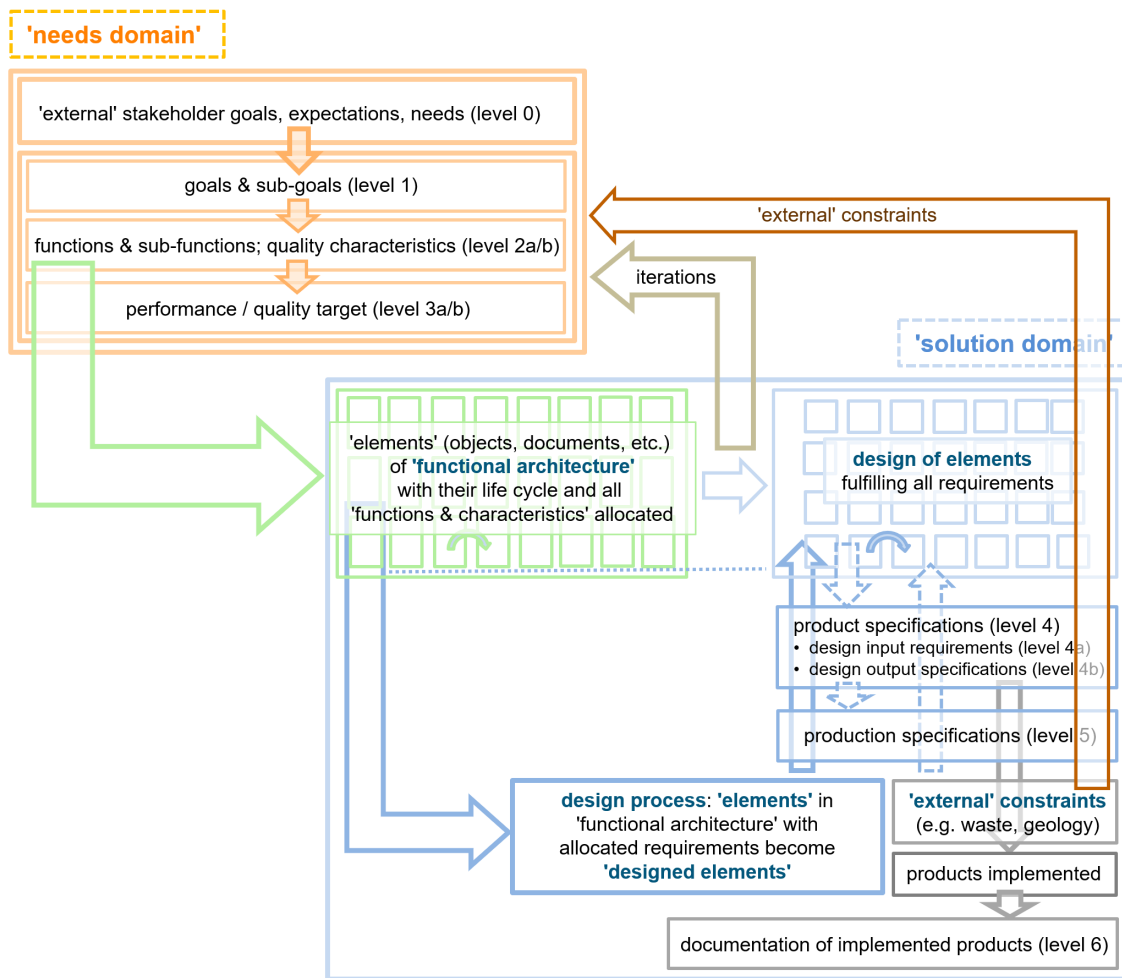 'needs domain'
'external' stakeholder goals, expectations, needs (level 0)
goals & sub-goals (level 1)
functions & sub-functions; quality characteristics (level 2a/b)
performance / quality target (level 3a/b)
'external' constraints
iterations
'solution domain'
'elements' (objects, documents, etc.)
of 'functional architecture'
with their life cycle and all
'functions & characteristics' allocated
design of elements
fulfilling all requirements
product specifications (level 4)
• design input requirements (level 4a)
• design output specifications (level 4b)
production specifications (level 5)
design process: 'elements' in
'functional architecture' with
allocated requirements become
'designed elements'
'external' constraints
(e.g. waste, geology)
products implemented
documentation of implemented products (level 6)